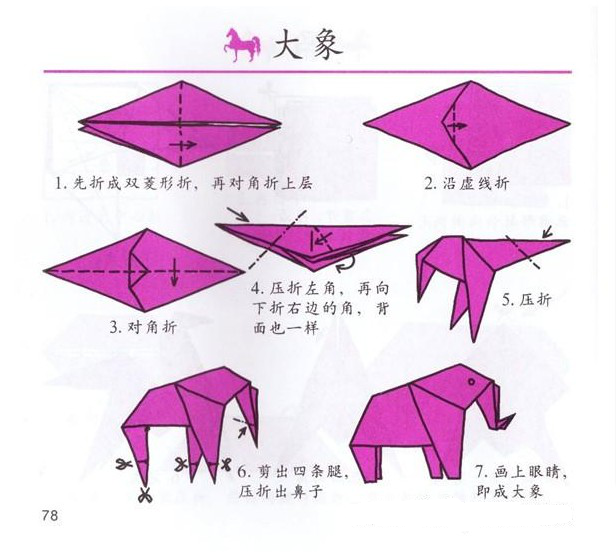 大象
1. 先折成双菱形折，再对角折上层
2. 沿虚线折
3. 对角折
4. 压折左角，再向
下折右边的角，背
面也一样
5. 压折
6. 剪出四条腿，
压折出鼻子
7. 画上眼睛，
即成大象
78